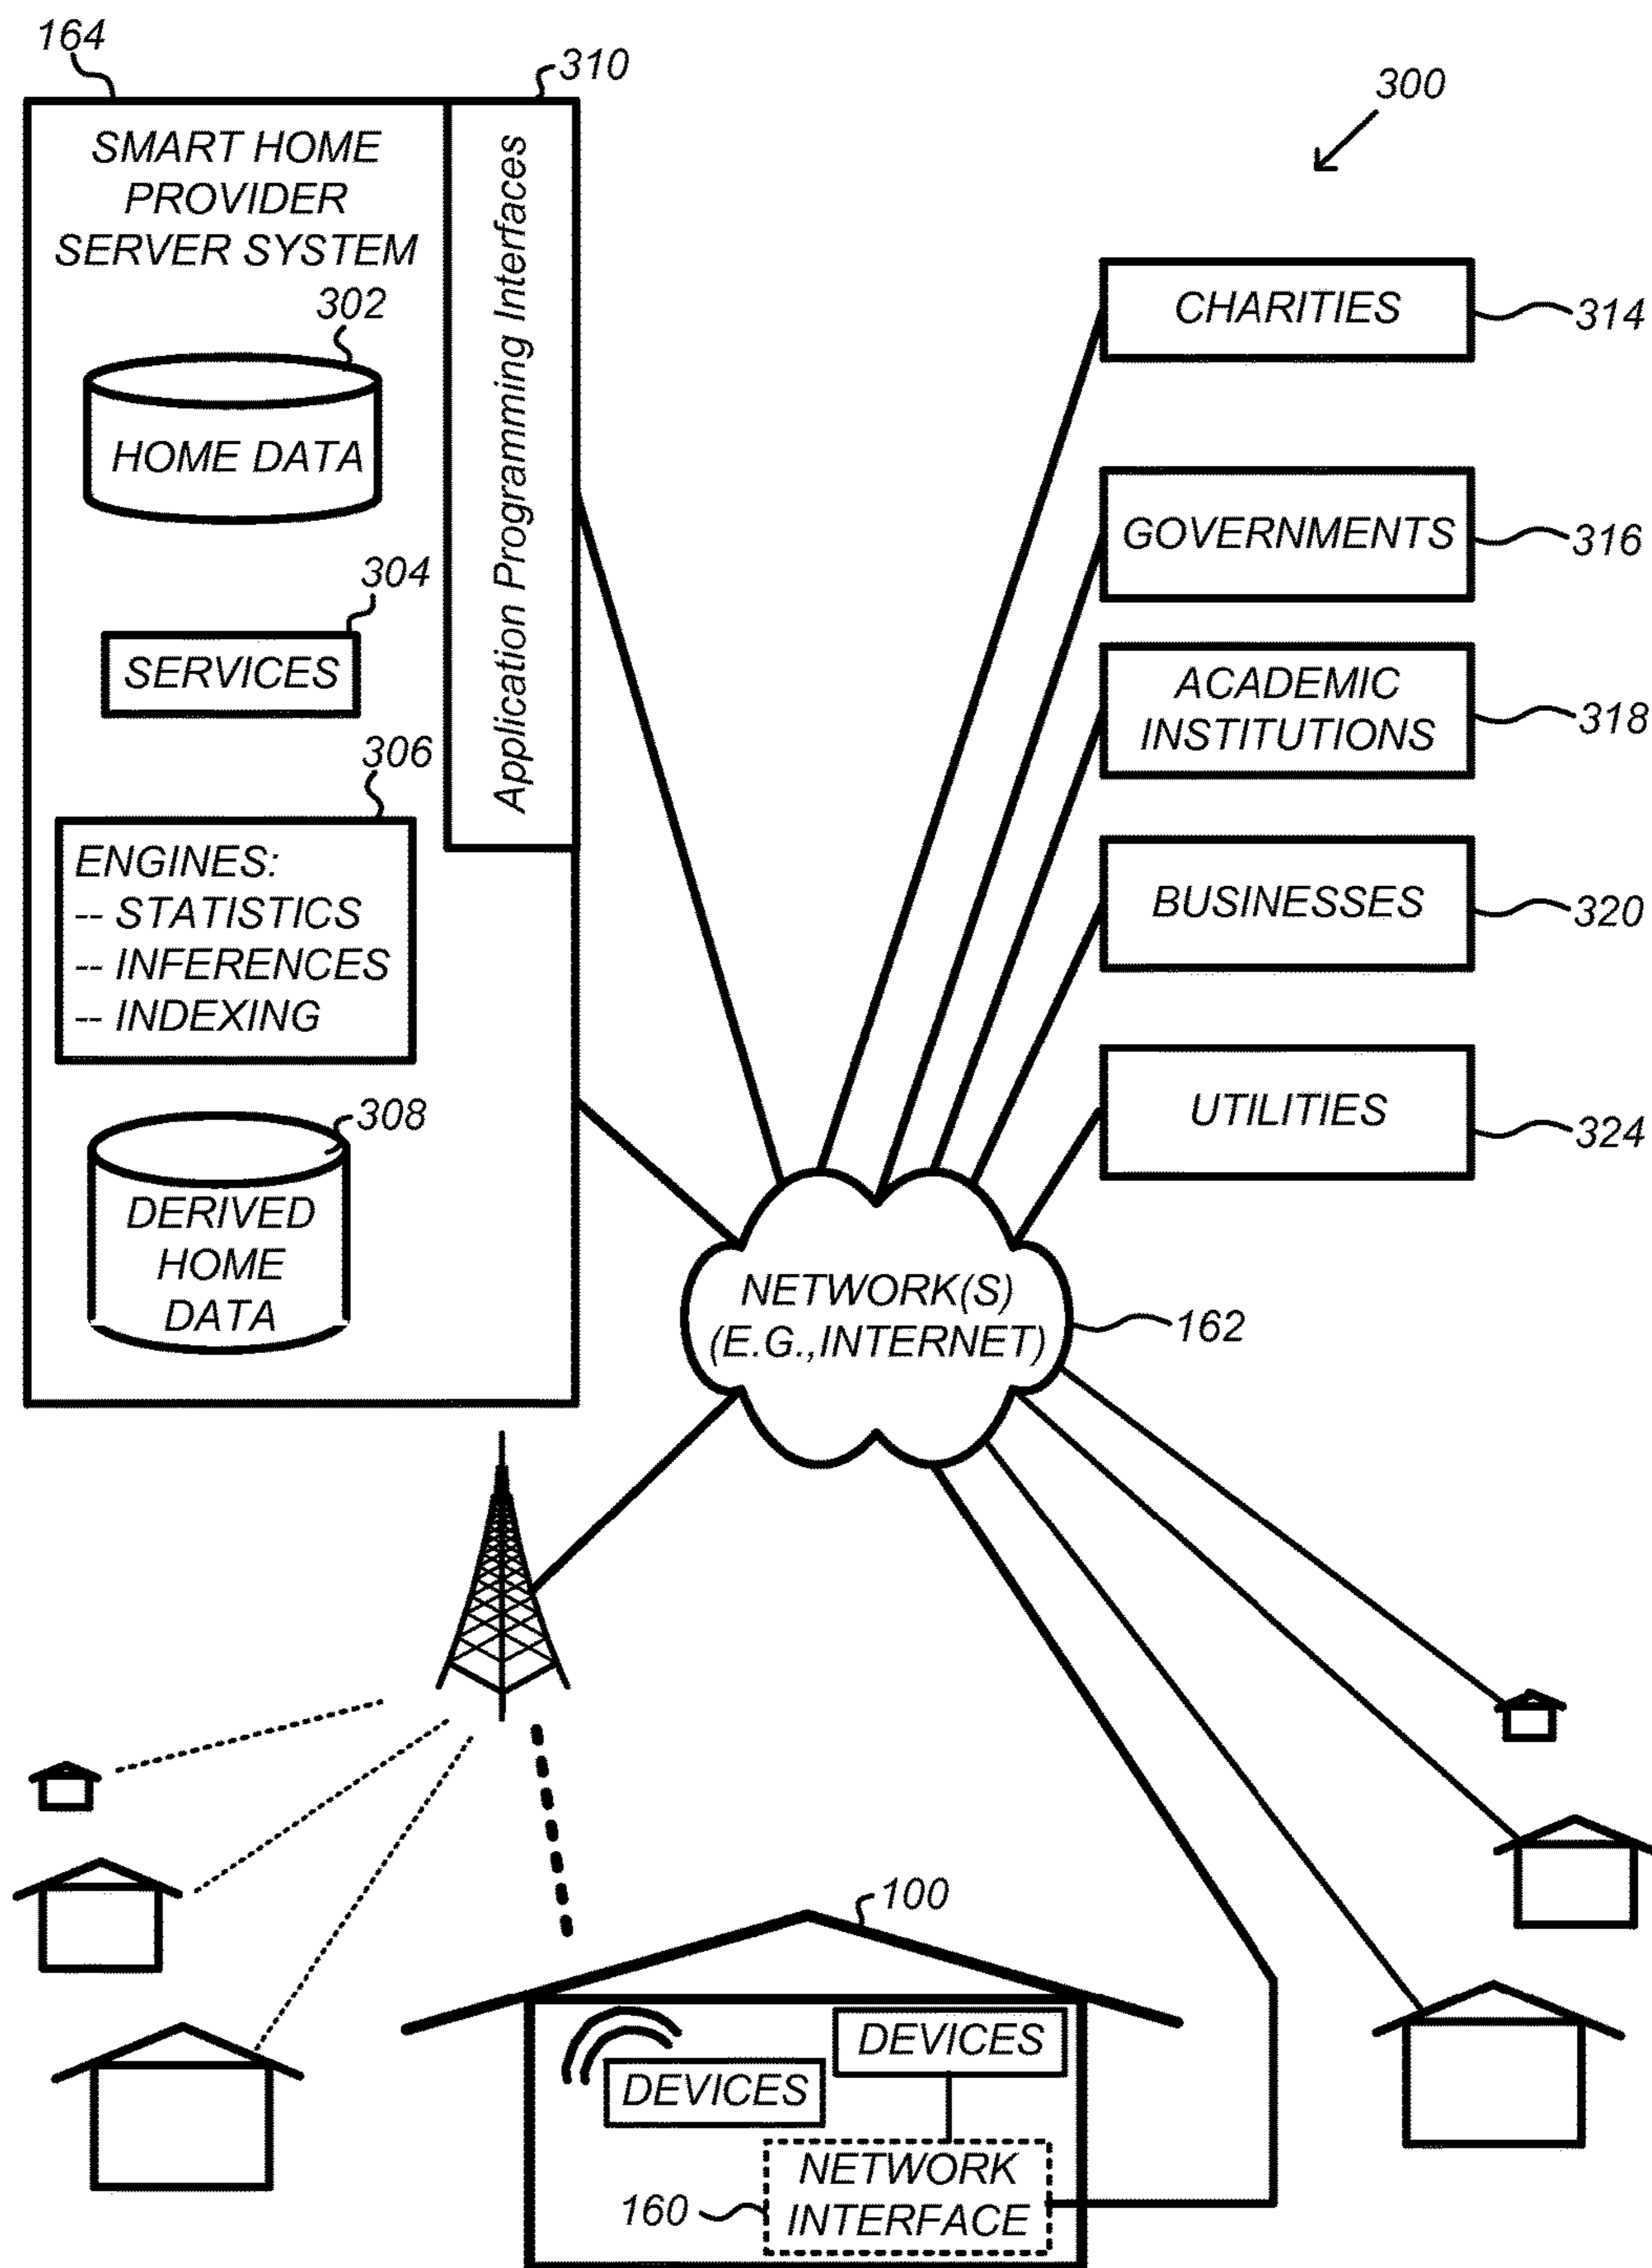 164
310
300
SMART HOME
PROVIDER
SERVER SYSTEM
Application Programming Interfaces
302
HOME DATA
304
SERVICES
306
ENGINES:
-- STATISTICS
-- INFERENCES
-- INDEXING
308
DERIVED
HOME
DATA
CHARITIES
314
GOVERNMENTS
316
ACADEMIC
INSTITUTIONS
318
BUSINESSES
320
UTILITIES
324
NETWORK(S)
(E.G.,INTERNET)
162
100
DEVICES
DEVICES
NETWORK
INTERFACE
160